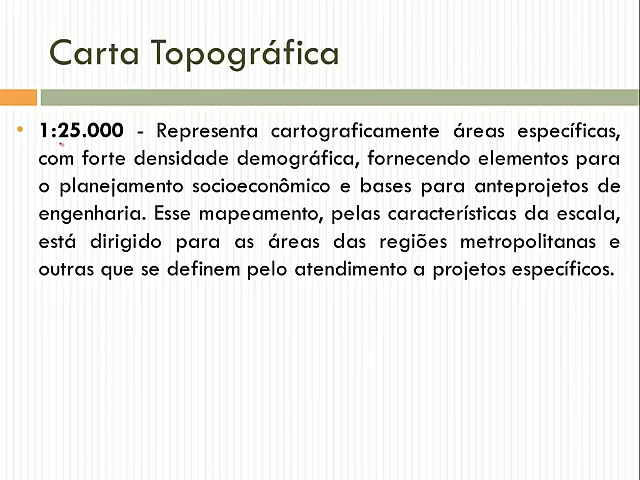 Carta Topográfica
• 1:25.000 - Representa cartograficamente áreas específicas,
com forte densidade demográfica, fornecendo elementos para
o planejamento socioeconômico e bases para anteprojetos de
engenharia. Esse mapeamento, pelas características da escala,
está dirigido para as áreas das regiões metropolitanas e
outras que se definem pelo atendimento a projetos específicos.